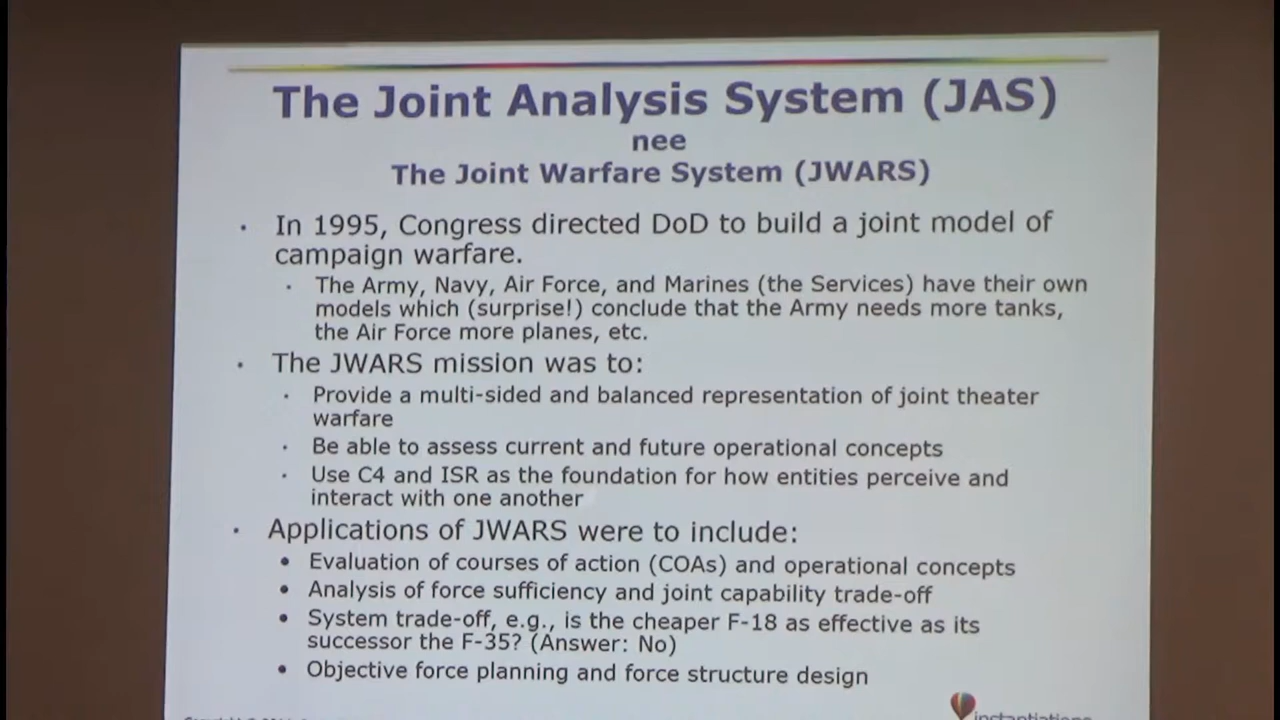 The Joint Analysis System (JAS)
nee
The Joint Warfare System (JWARS)
· In 1995, Congress directed DoD to build a joint model of
campaign warfare.
· The Army, Navy, Air Force, and Marines (the Services) have their own
models which (surprise!) conclude that the Army needs more tanks,
the Air Force more planes, etc.
· The JWARS mission was to:
· Provide a multi-sided and balanced representation of joint theater
warfare
· Be able to assess current and future operational concepts
· Use C4 and ISR as the foundation for how entities perceive and
interact with one another
· Applications of JWARS were to include:
• Evaluation of courses of action (COAs) and operational concepts
• Analysis of force sufficiency and joint capability trade-off
• System trade-off, e.g., is the cheaper F-18 as effective as its
successor the F-35? (Answer: No)
• Objective force planning and force structure design
instantiations